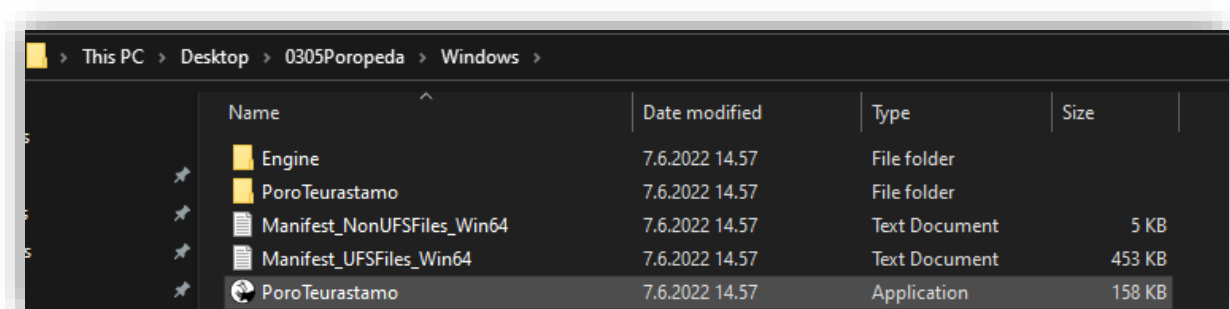 This PC > Desktop > 0305Poropeda > Windows >
Name Date modified Type Size
Engine 7.6.2022 14.57 File folder
PoroTeurastamo 7.6.2022 14.57 File folder
Manifest_NonUFSFiles_Win64 7.6.2022 14.57 Text Document 5 KB
Manifest_UFSFiles_Win64 7.6.2022 14.57 Text Document 453 KB
PoroTeurastamo 7.6.2022 14.57 Application 158 KB